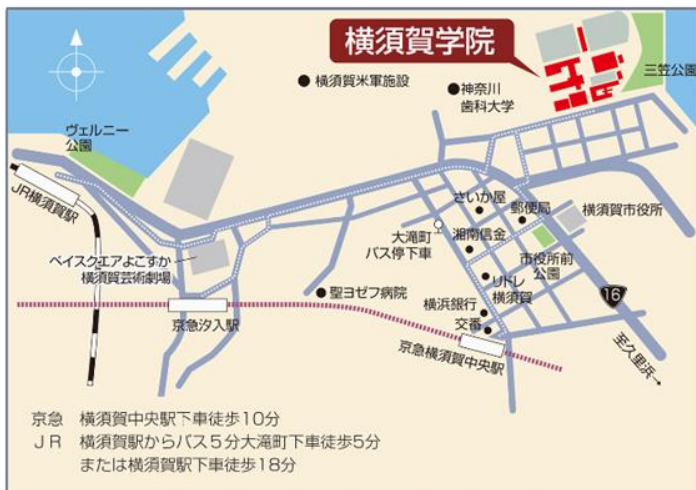 横須賀学院
三笠公園
横須賀米軍施設
神奈川
歯科大学
ヴェルニー
公園
JR横須賀駅
さいか屋
郵便局
横須賀市役所
大滝町
バス停下車
湘南信金
市役所前
公園
ベイスクエアよこすか
横須賀芸術劇場
リドレ
横須賀
聖ヨゼフ病院
横浜銀行
16
京急汐入駅
交番
京急横須賀中央駅
至久里浜→
京急 横須賀中央駅下車徒歩10分
JR 横須賀駅からバス5分大滝町下車徒歩5分
または横須賀駅下車徒歩18分